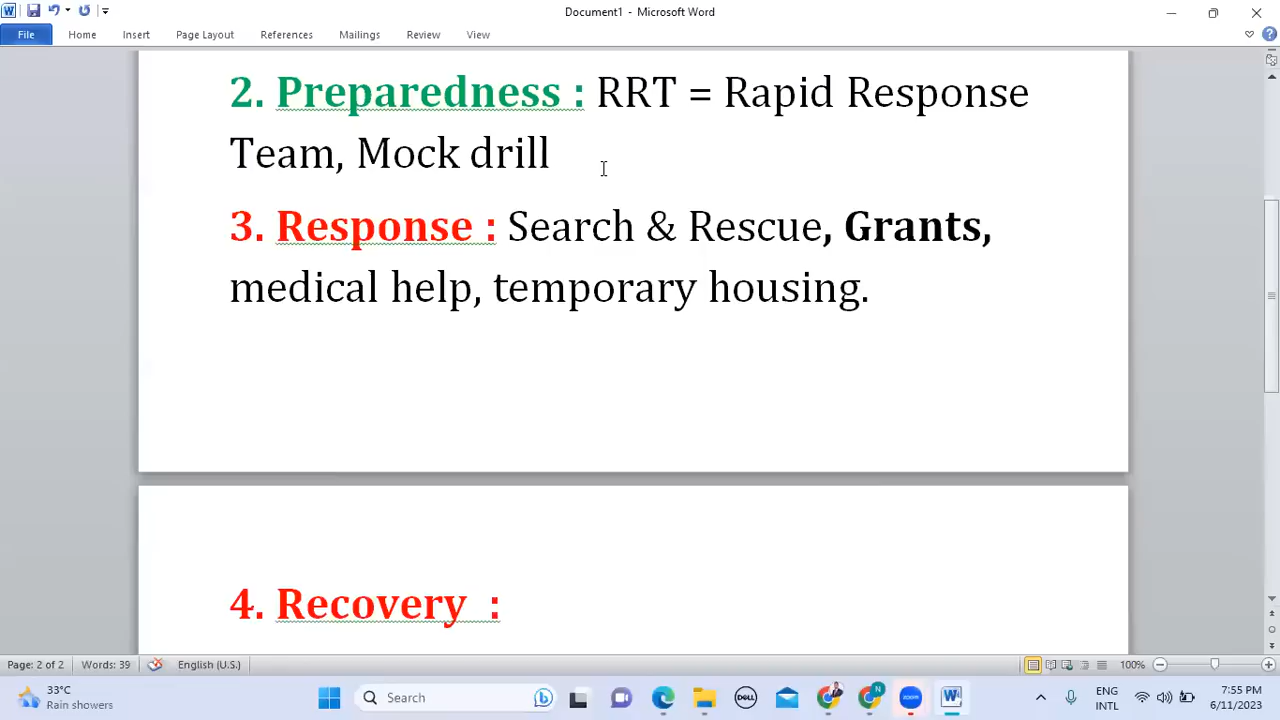 Document1 - Microsoft Word
File Home Insert Page Layout References Mailings Review View
2. Preparedness : RRT = Rapid Response
Team, Mock drill
3. Response : Search & Rescue, Grants,
medical help, temporary housing.
4. Recovery :
Page: 2 of 2 Words: 39 English (U.S.) 100%
33°C
Rain showers
Search
DELL
N
ENG
INTL
7:55 PM
6/11/2023